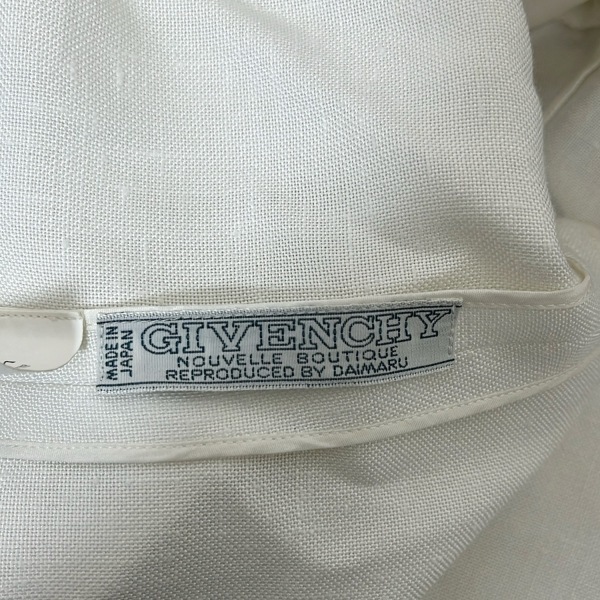 MADE IN
JAPAN
GIVENCHY
NOUVELLE BOUTIQUE
REPRODUCED BY DAIMARU